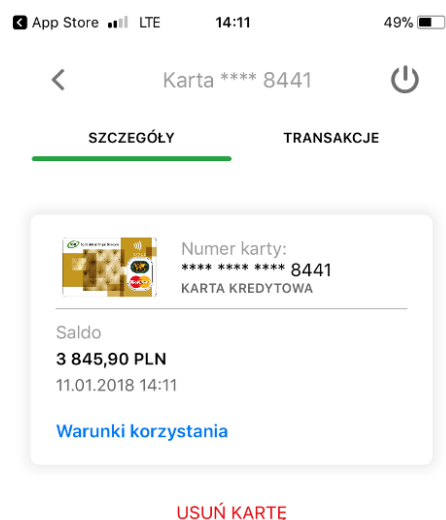 App Store LTE 14:11 49%
Karta **** 8441
SZCZEGÓŁY TRANSAKCJE
Numer karty:
**** **** **** 8441
KARTA KREDYTOWA
Saldo
3 845,90 PLN
11.01.2018 14:11
Warunki korzystania
USUŃ KARTĘ